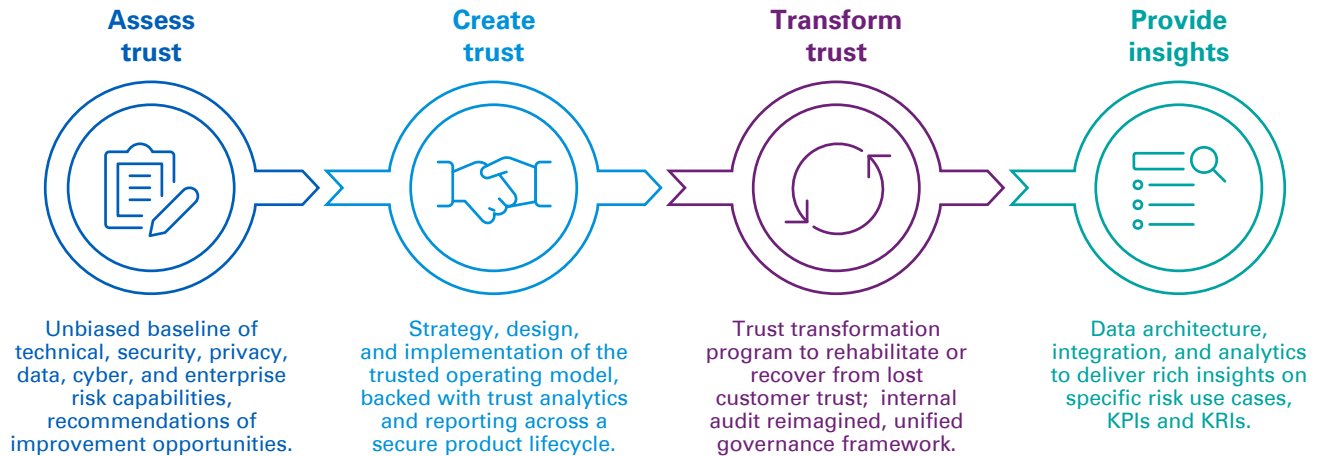 Assess
trust
Unbiased baseline of
technical, security, privacy,
data, cyber, and enterprise
risk capabilities,
recommendations of
improvement opportunities.
Create
trust
Strategy, design,
and implementation of the
trusted operating model,
backed with trust analytics
and reporting across a
secure product lifecycle.
Transform
trust
Trust transformation
program to rehabilitate or
recover from lost
customer trust; internal
audit reimagined, unified
governance framework.
Provide
insights
Data architecture,
integration, and analytics
to deliver rich insights on
specific risk use cases,
KPIs and KRIs.